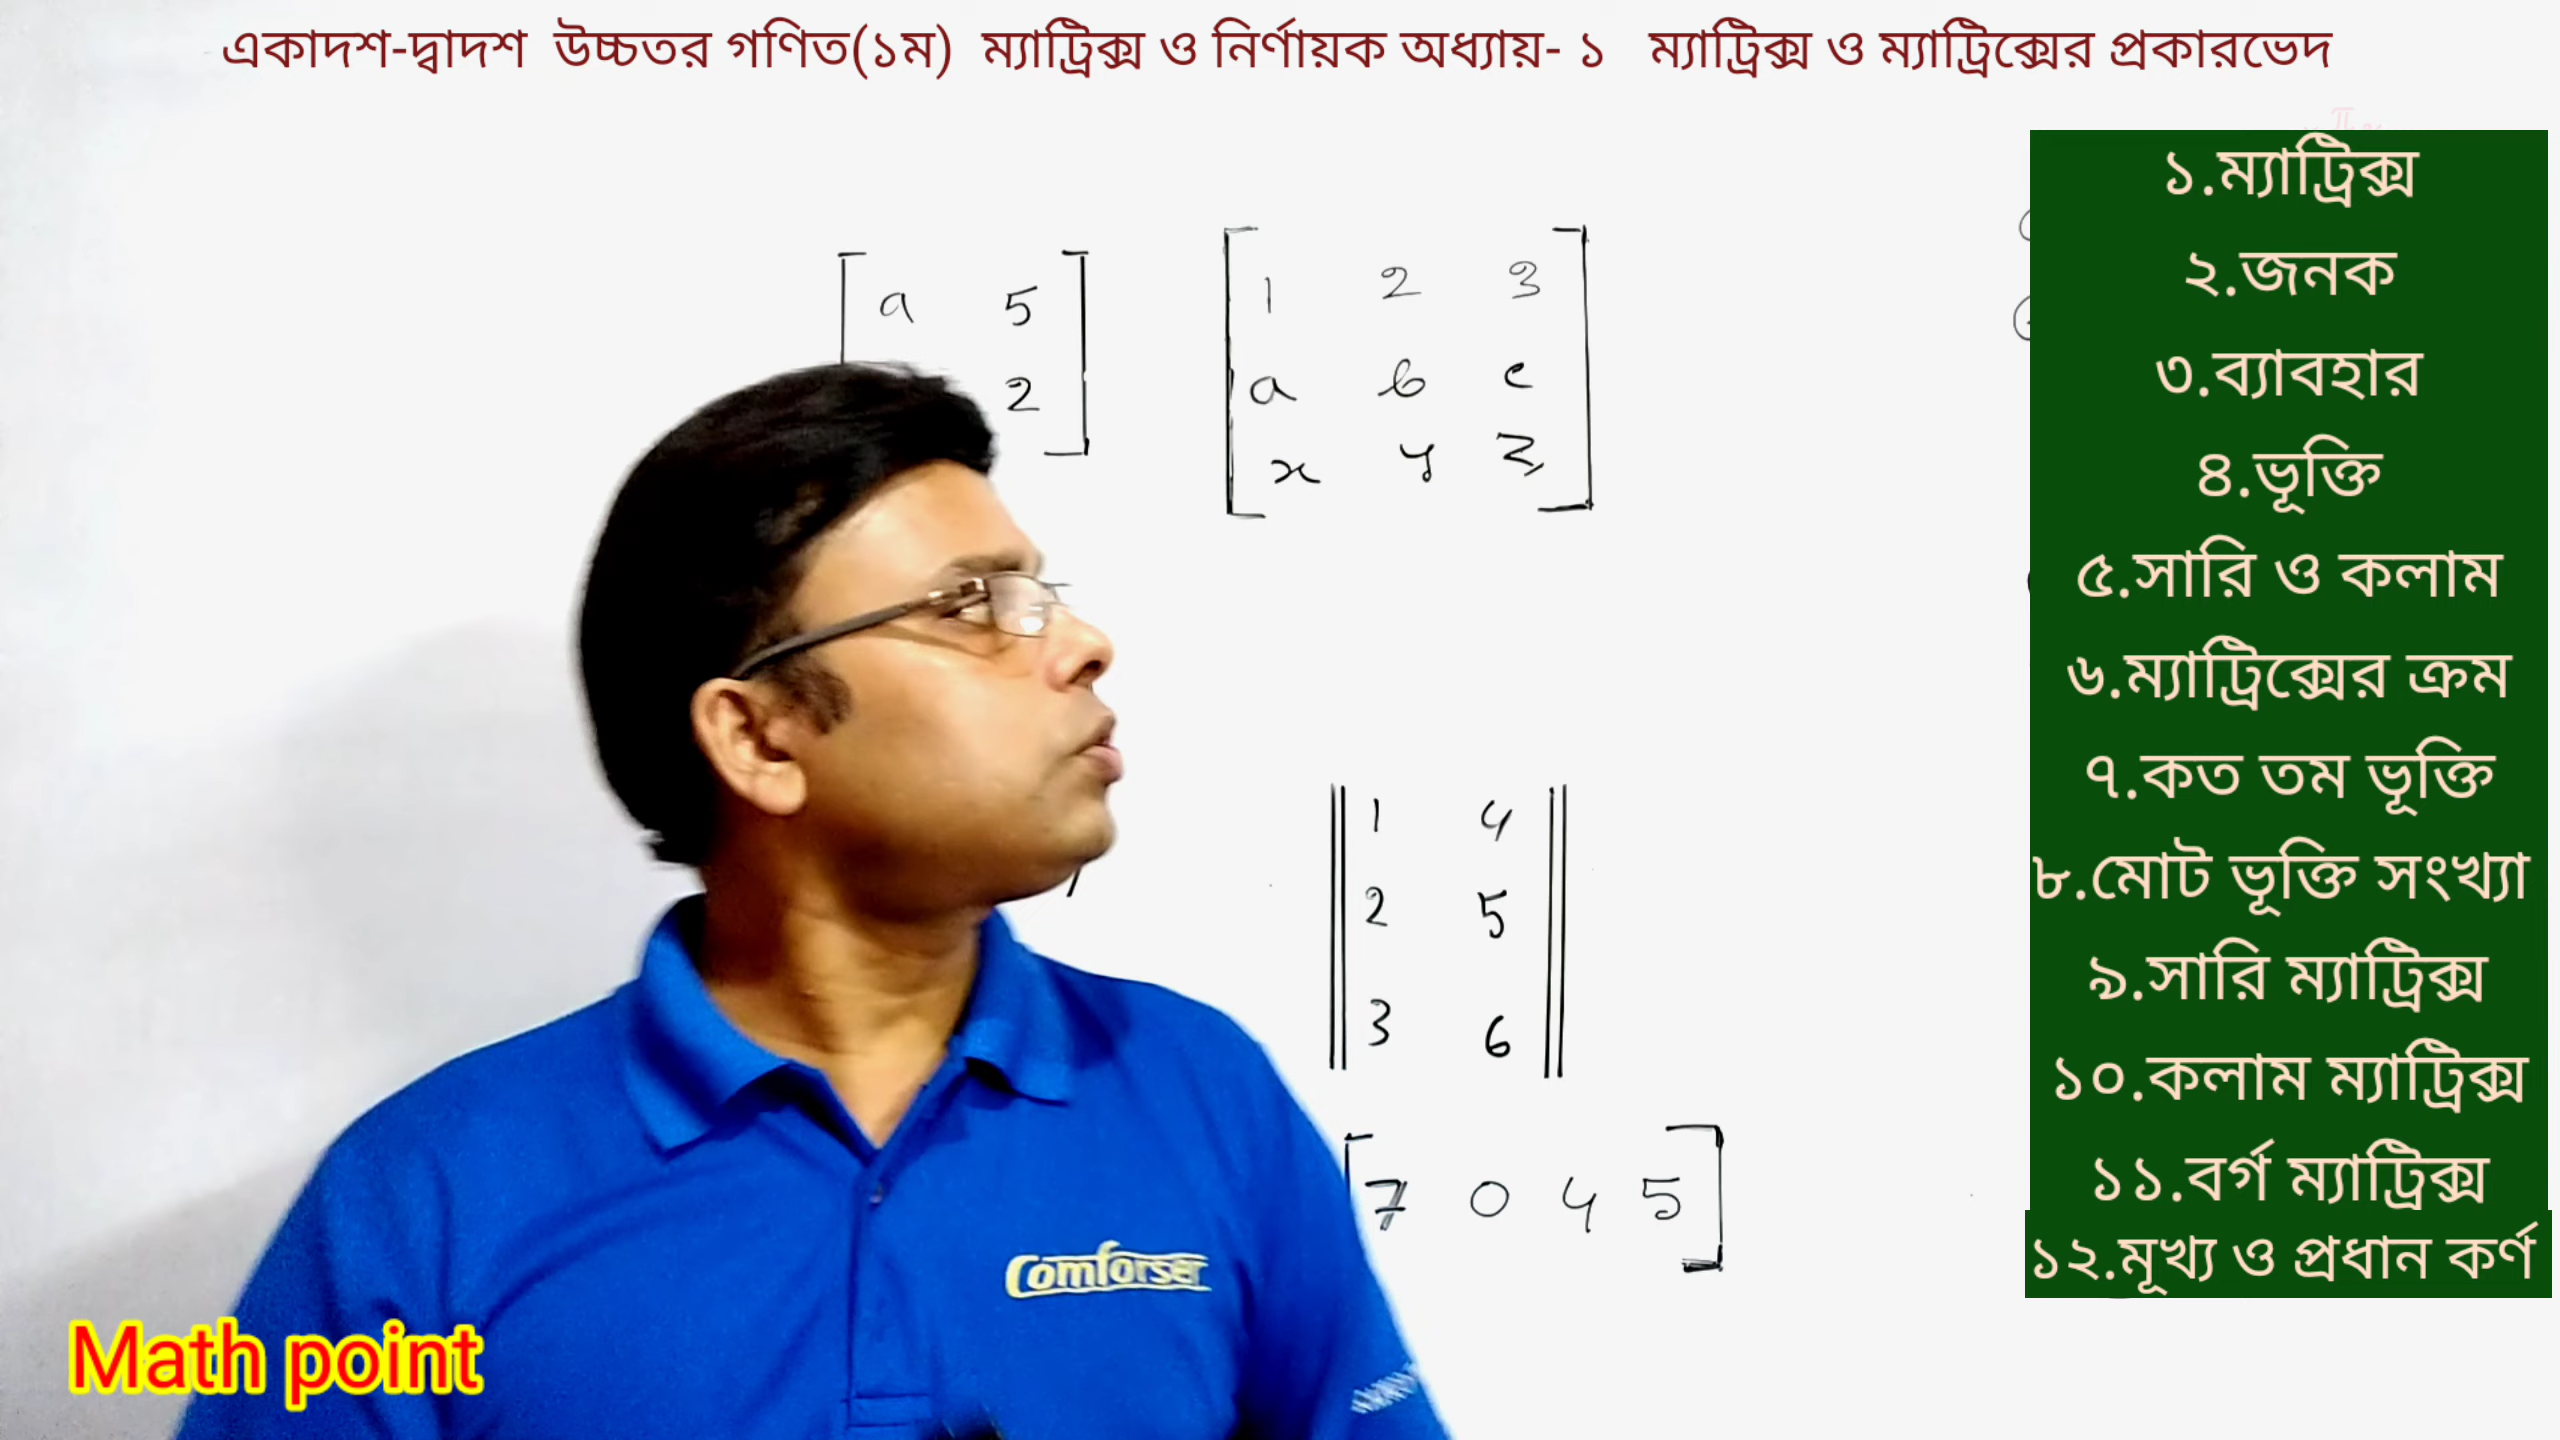 একাদশ-দ্বাদশ উচ্চতর গণিত(১ম) ম্যাট্রিক্স ও নির্ণায়ক অধ্যায়- ১ ম্যাট্রিক্স ও ম্যাট্রিক্সের প্রকারভেদ
a 5
2
1 2 3
a b c
x y z
1 4
2 5
3 6
7 0 4 5
Comforser
Math point
১.ম্যাট্রিক্স
২.জনক
৩.ব্যাবহার
৪.ভূক্তি
৫.সারি ও কলাম
৬.ম্যাট্রিক্সের ক্রম
৭.কত তম ভূক্তি
৮.মোট ভূক্তি সংখ্যা
৯.সারি ম্যাট্রিক্স
১০.কলাম ম্যাট্রিক্স
১১.বর্গ ম্যাট্রিক্স
১২.মূখ্য ও প্রধান কর্ণ